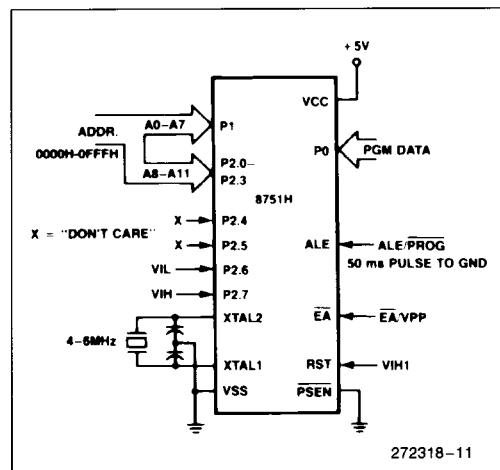 + 5V
VCC
ADDR.
0000H-0FFFH
A0-A7
P1
A8-A11
P2.0-
P2.3
P0
PGM DATA
8751H
X = "DON'T CARE"
X
P2.4
X
P2.5
ALE
ALE/PROG
50 ms PULSE TO GND
VIL
P2.6
VIH
P2.7
EA
EA/VPP
4-6MHz
XTAL2
XTAL1
RST
VIH1
VSS
PSEN
272318-11